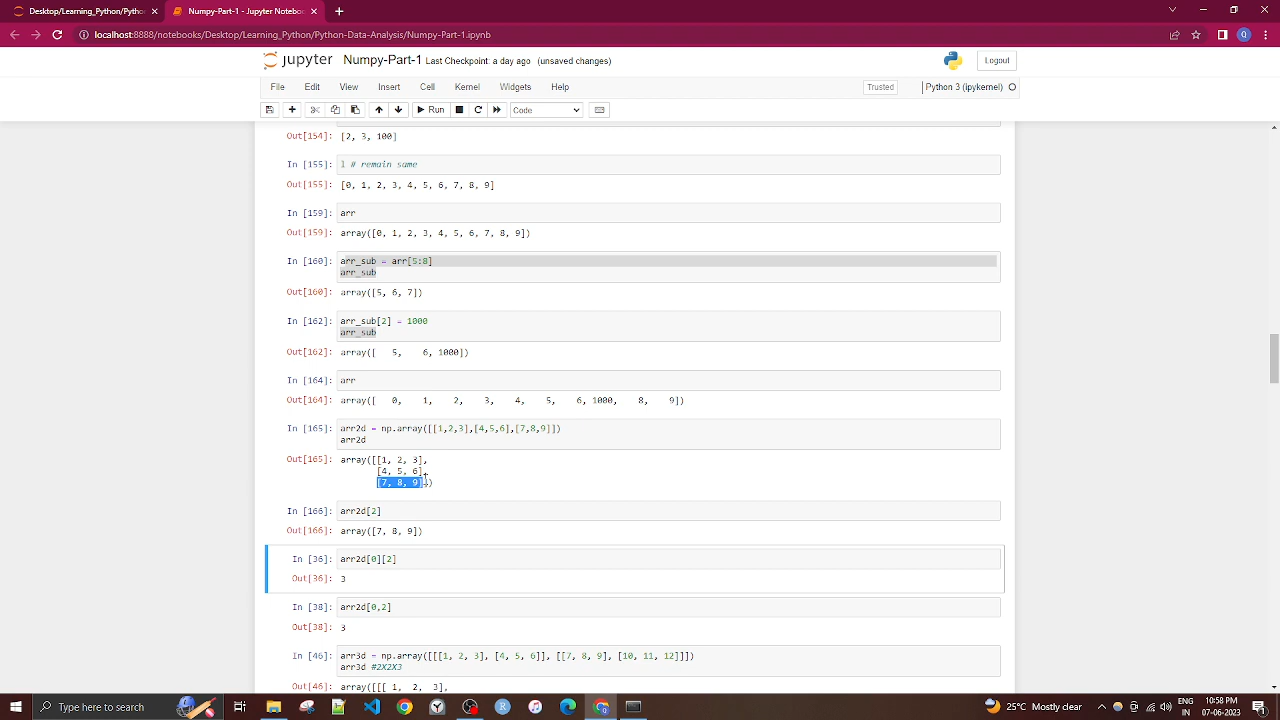 Desktop/Learning_Python/Pytho
Numpy-Part-1 - Jupyter Noteboo
localhost:8888/notebooks/Desktop/Learning_Python/Python-Data-Analysis/Numpy-Part-1.ipynb
Q
jupyter Numpy-Part-1 Last Checkpoint: a day ago (unsaved changes)
Logout
File Edit View Insert Cell Kernel Widgets Help
Trusted
Python 3 (ipykernel)
Run
Code
Out[154]: [2, 3, 100]
In [155]: 1 # remain same
Out[155]: [0, 1, 2, 3, 4, 5, 6, 7, 8, 9]
In [159]: arr
Out[159]: array([0, 1, 2, 3, 4, 5, 6, 7, 8, 9])
In [160]: arr_sub = arr[5:8]
arr_sub
Out[160]: array([5, 6, 7])
In [162]: arr_sub[2] = 1000
arr_sub
Out[162]: array([   5,    6, 1000])
In [164]: arr
Out[164]: array([   0,    1,    2,    3,    4,    5,    6, 1000,    8,    9])
In [165]: arr2d = np.array([[1,2,3],[4,5,6],[7,8,9]])
arr2d
Out[165]: array([[1, 2, 3],
[4, 5, 6],
[7, 8, 9]])
In [166]: arr2d[2]
Out[166]: array([7, 8, 9])
In [36]: arr2d[0][2]
Out[36]: 3
In [38]: arr2d[0,2]
Out[38]: 3
In [46]: arr3d = np.array([[[1, 2, 3], [4, 5, 6]], [[7, 8, 9], [10, 11, 12]]])
arr3d #2X2X3
Out[46]: array([[[ 1,  2,  3],
Type here to search
25°C Mostly clear
ENG
IN
10:58 PM
07-06-2023